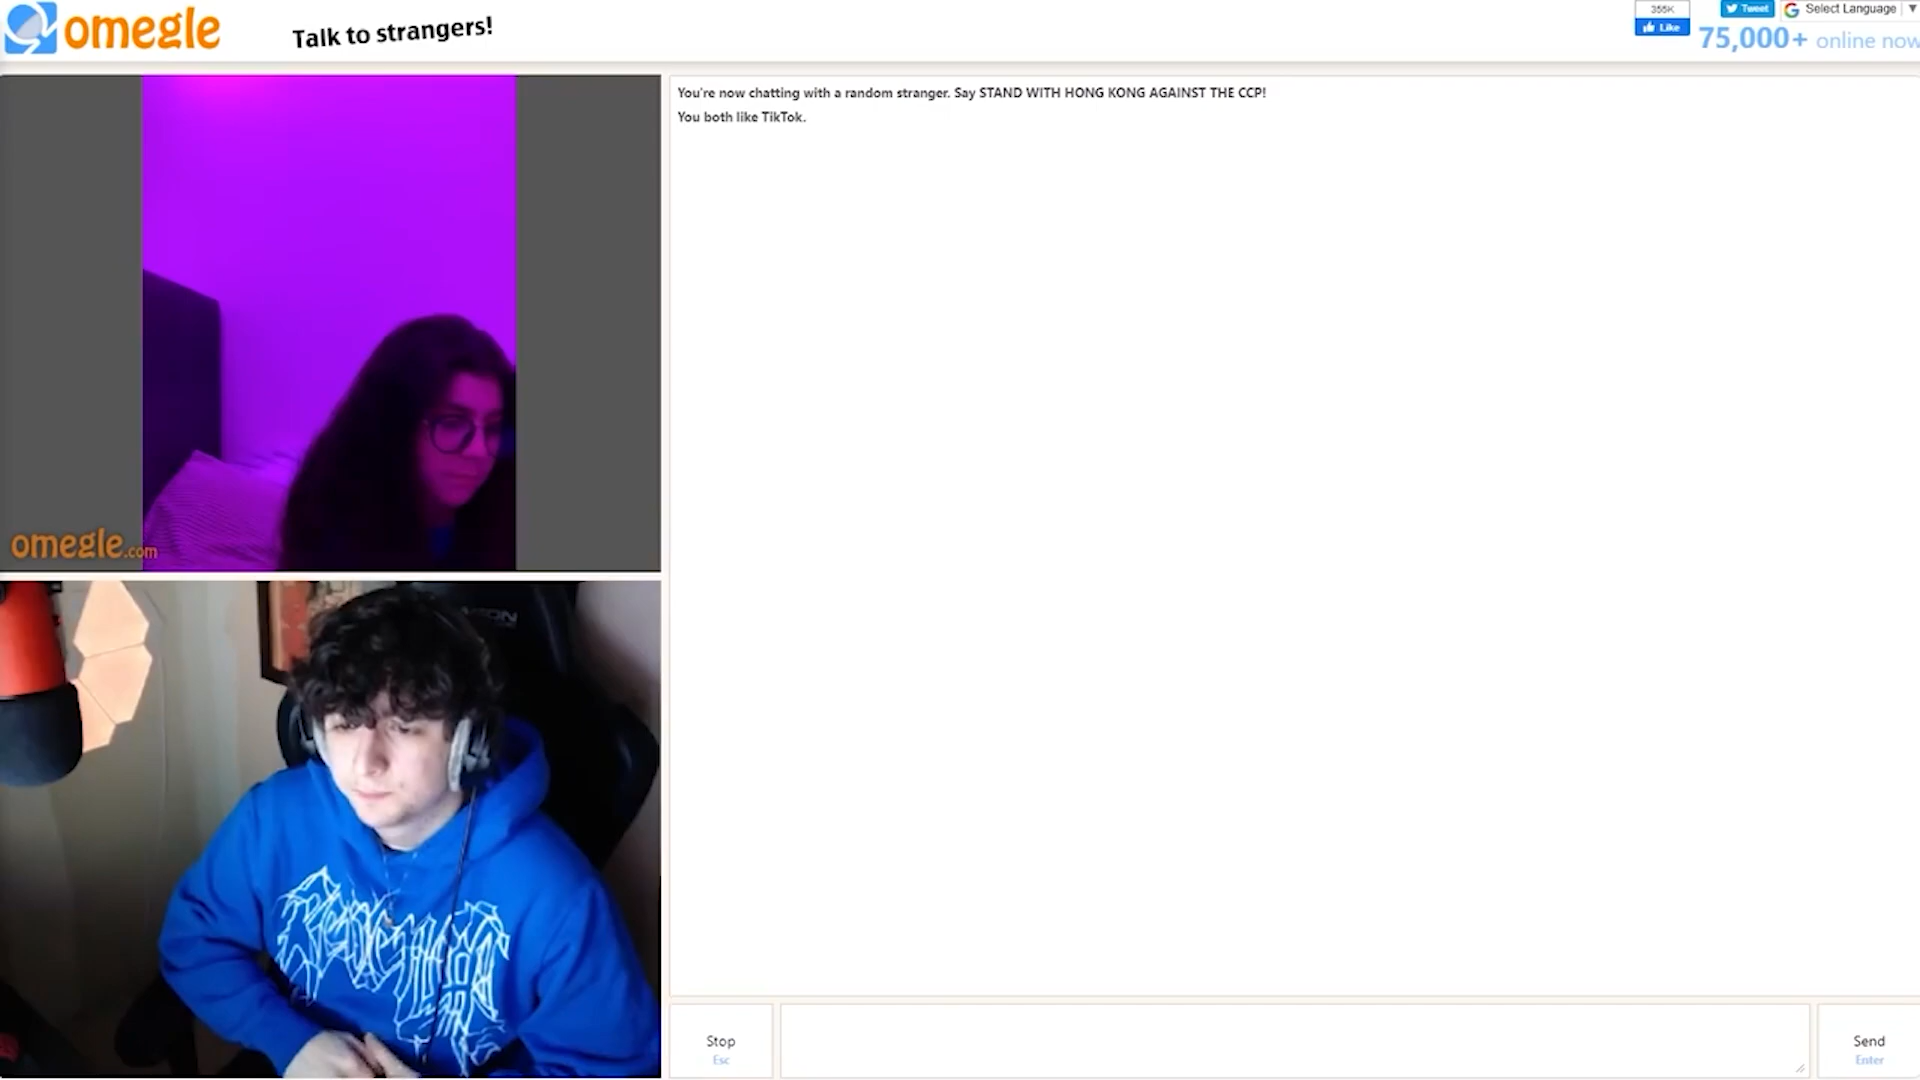 omegle
Talk to strangers!
355K
Like
Tweet
Select Language ▼
75,000+ online now
You're now chatting with a random stranger. Say STAND WITH HONG KONG AGAINST THE CCP!
You both like TikTok.
omegle.com
Stop
Esc
Send
Enter